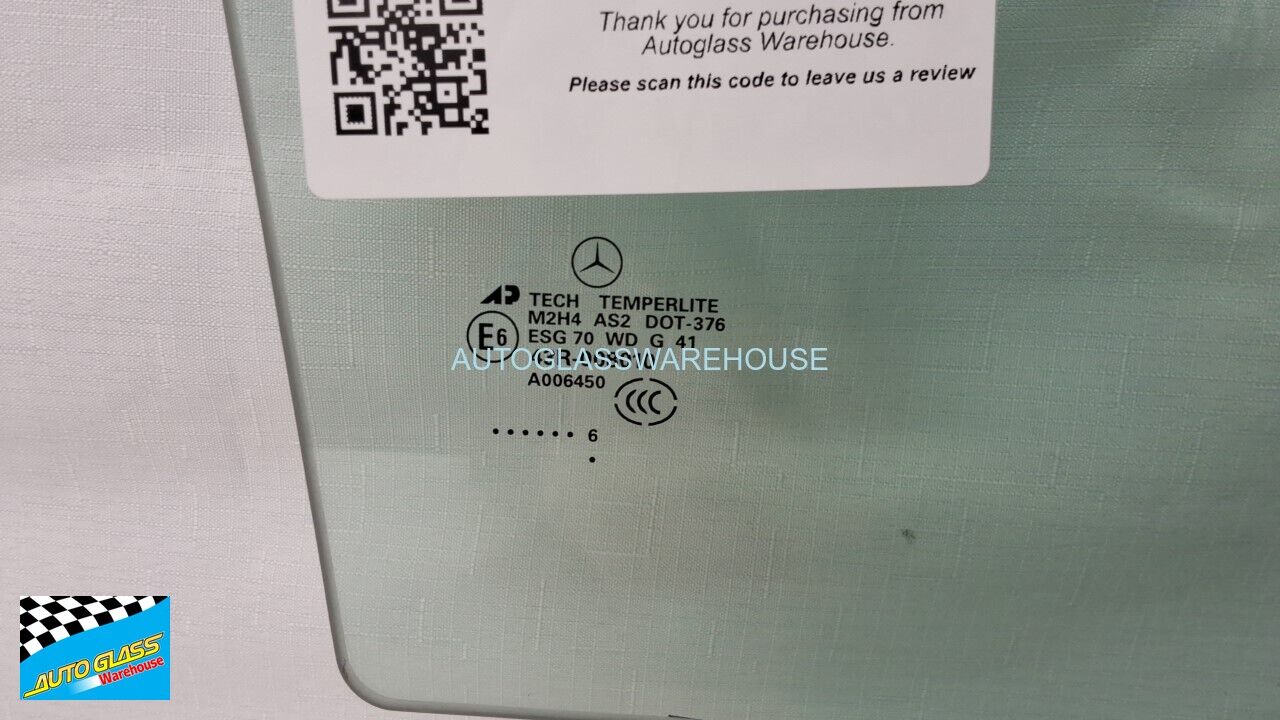 Thank you for purchasing from
Autoglass Warehouse.
Please scan this code to leave us a review
AP TECH TEMPERLITE
M2H4 AS2 DOT-376
E6 ESG 70 WD G 41
AUTOGLASSWAREHOUSE
A006450
CCC
...... 6
.
AUTO GLASS
Warehouse